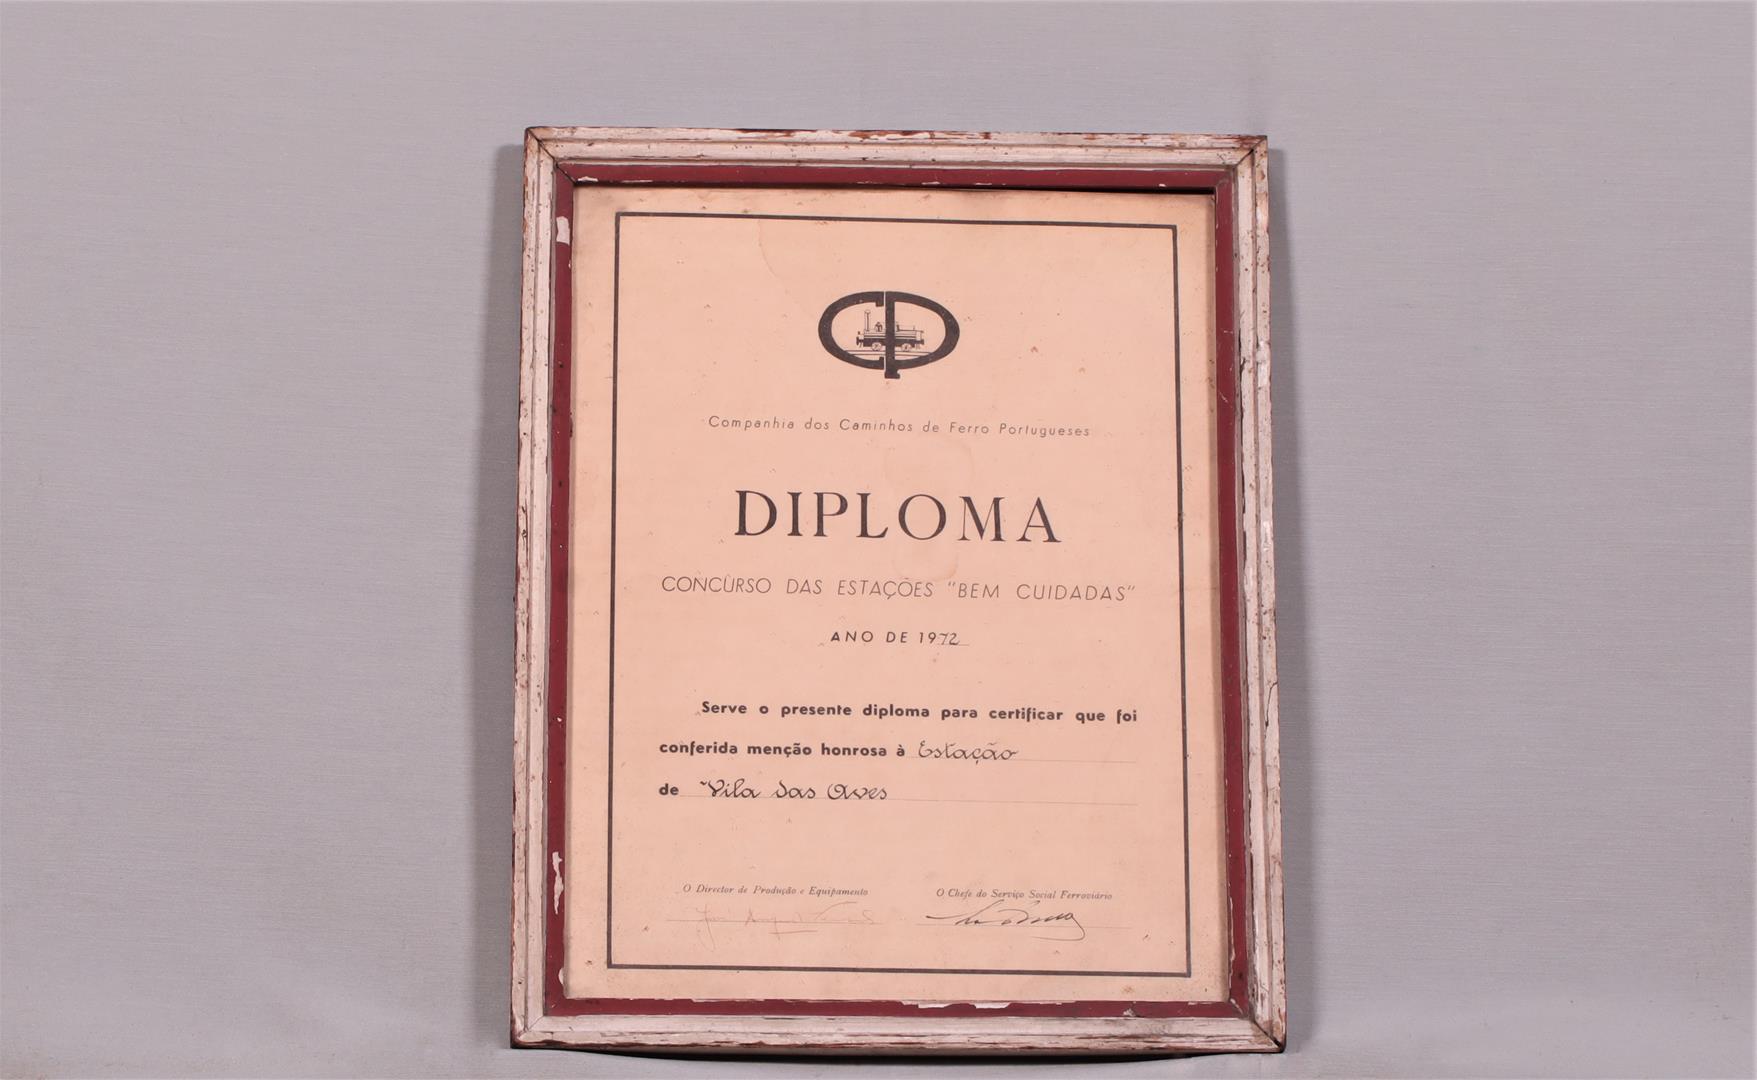 CP
Companhia dos Caminhos de Ferro Portugueses
DIPLOMA
CONCURSO DAS ESTAÇÕES "BEM CUIDADAS"
ANO DE 1972
Serve o presente diploma para certificar que foi
conferida menção honrosa à Estação
de Vila das Aves
O Director de Produção e Equipamento
O Chefe do Serviço Social Ferroviário